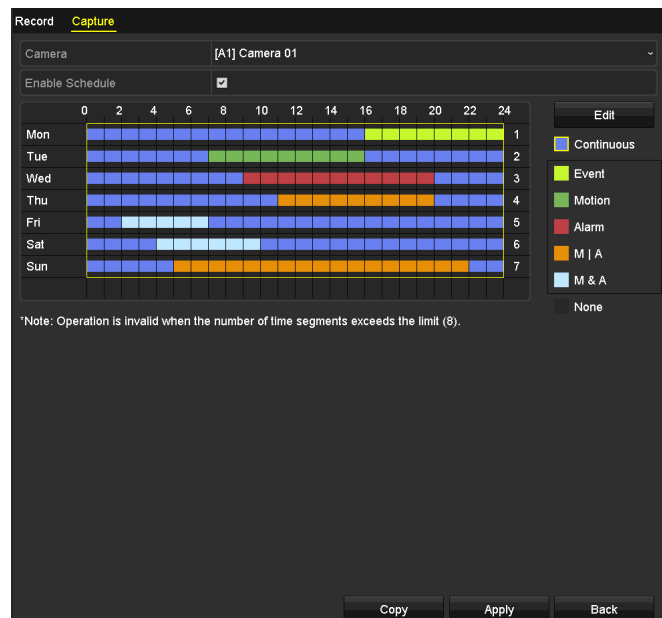 Record Capture
Camera [A1] Camera 01
Enable Schedule
0 2 4 6 8 10 12 14 16 18 20 22 24
Edit
Mon 1
Continuous
Tue 2
Event
Wed 3
Motion
Thu 4
Alarm
Fri 5
M | A
Sat 6
M & A
Sun 7
None
*Note: Operation is invalid when the number of time segments exceeds the limit (8).
Copy Apply Back